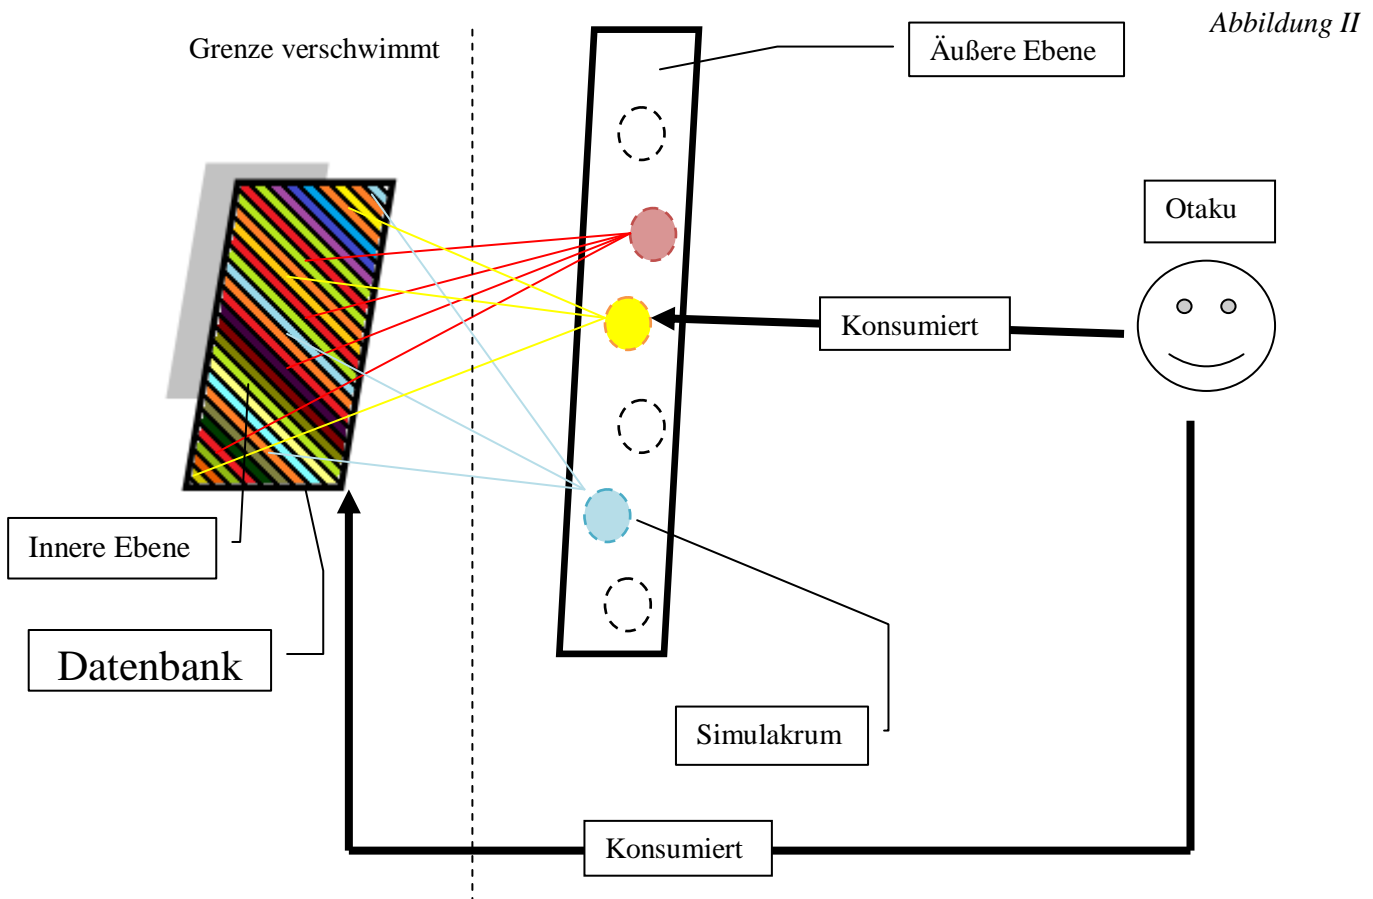 Abbildung II
Grenze verschwimmt
Äußere Ebene
Otaku
Konsumiert
Innere Ebene
Datenbank
Simulakrum
Konsumiert